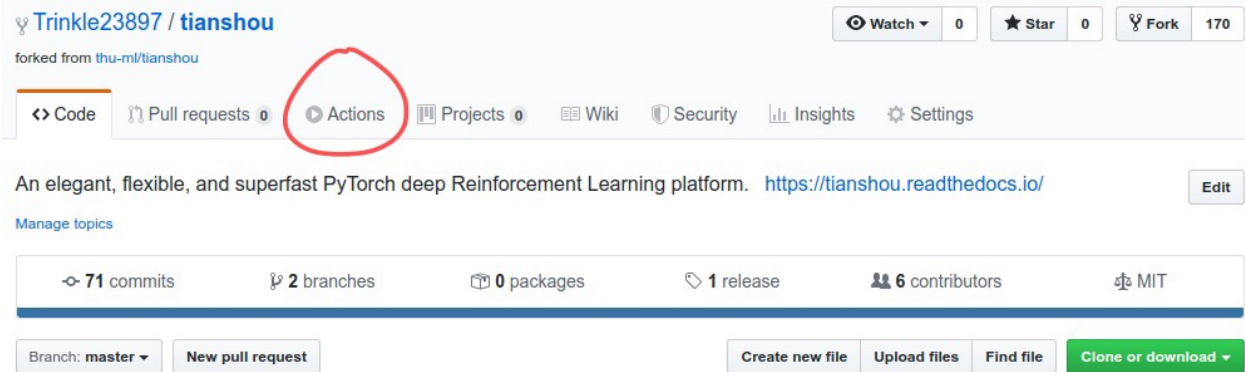 Trinkle23897 / tianshou
Watch 0 Star 0 Fork 170
forked from thu-ml/tianshou
<> Code Pull requests 0 Actions Projects 0 Wiki Security Insights Settings
An elegant, flexible, and superfast PyTorch deep Reinforcement Learning platform. https://tianshou.readthedocs.io/ Edit
Manage topics
71 commits 2 branches 0 packages 1 release 6 contributors MIT
Branch: master New pull request Create new file Upload files Find file Clone or download